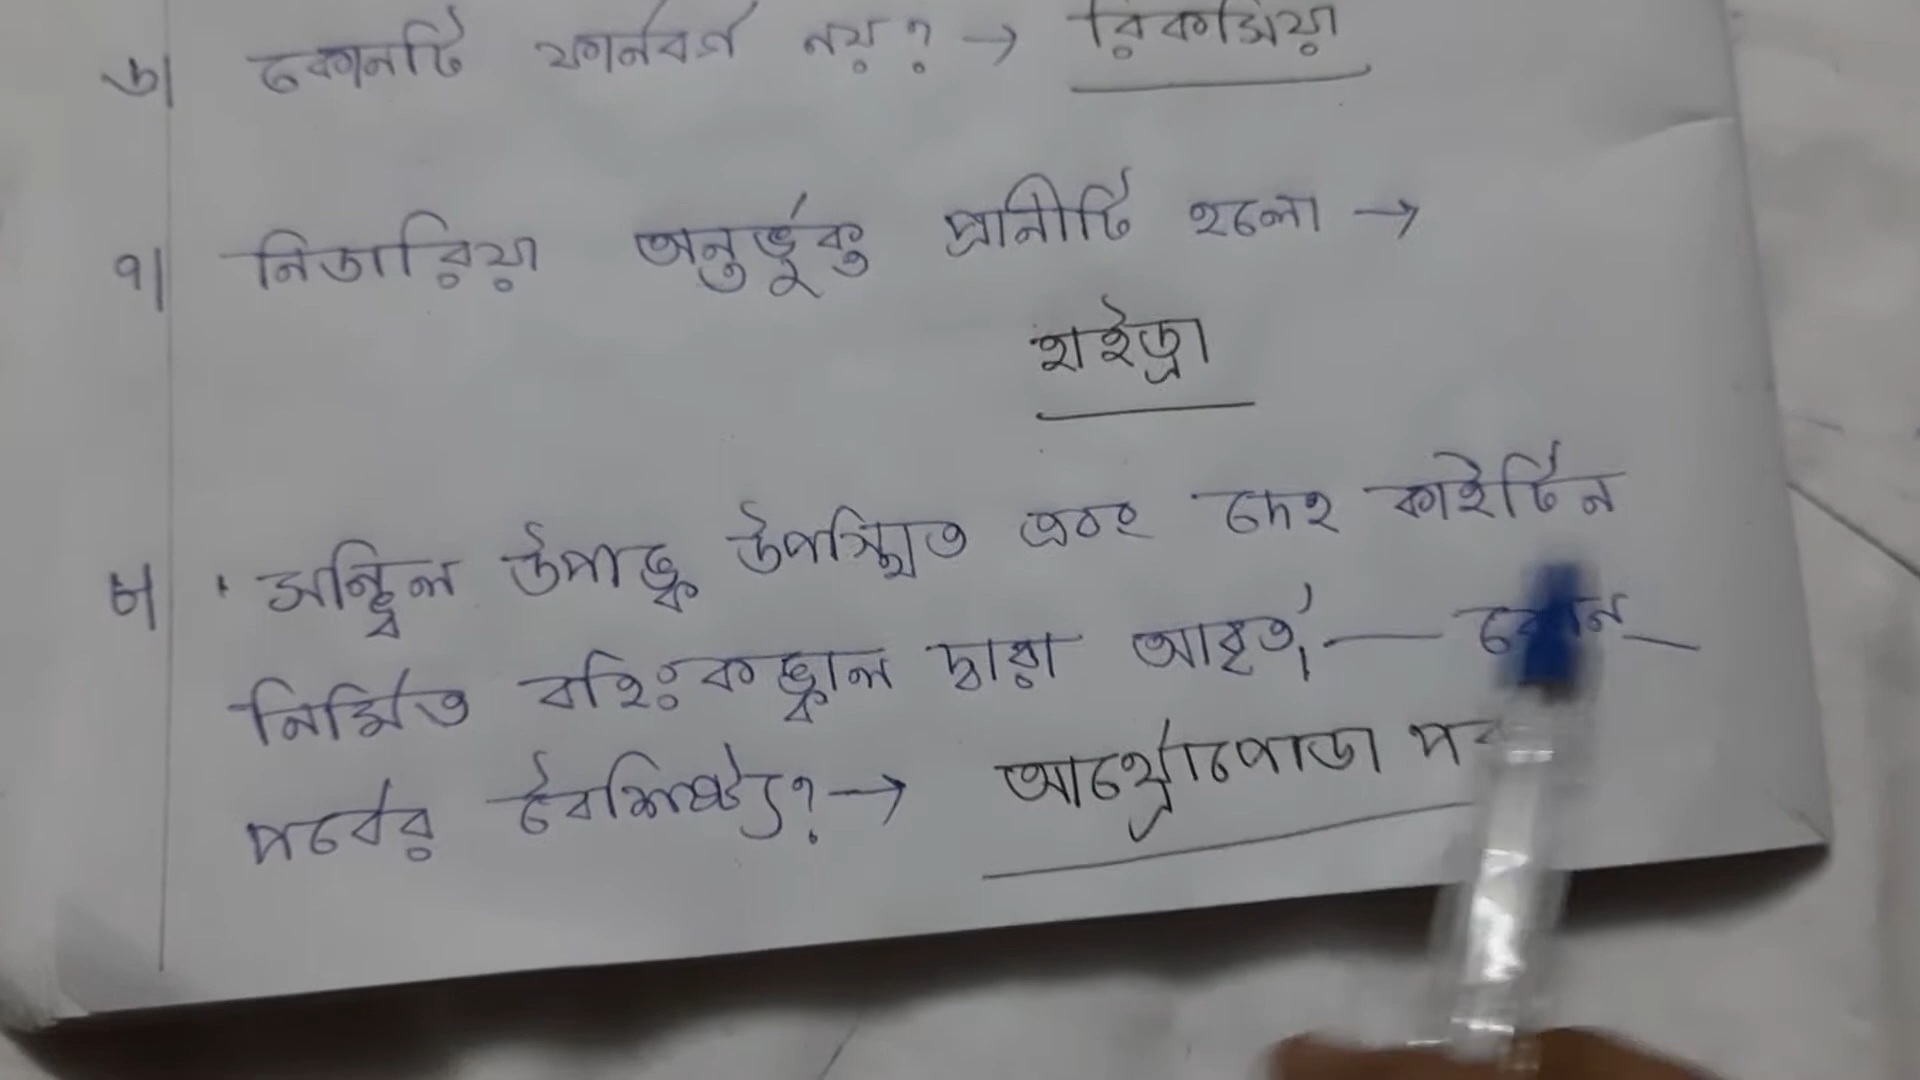 ৬| কোনটি ফার্নবর্গ নয়? → রিকসিয়া
৭| নিডারিয়া অন্তর্ভুক্ত প্রানীটি হলো →
হাইড্রা
৮| সন্ধিল উপাঙ্গ উপস্থিত এবং দেহ কাইটিন
নির্মিত বহিঃকঙ্কাল দ্বারা আবৃত, — কোন
পর্বের বৈশিষ্ট্য? → আর্থ্রোপোডা